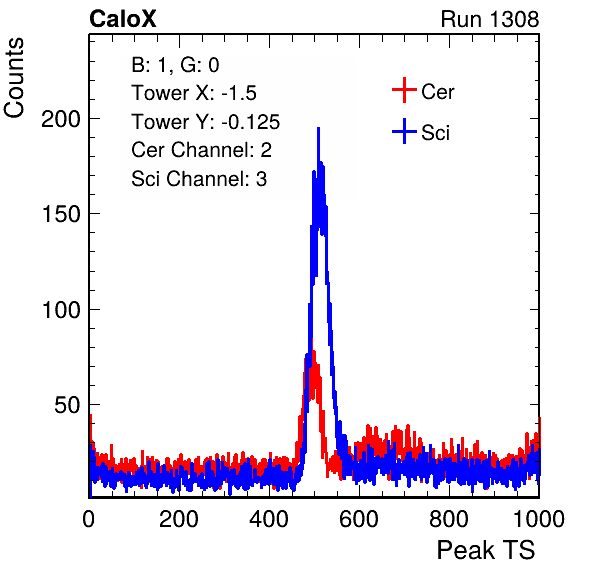 CaloX Run 1308
Counts
B: 1, G: 0
Tower X: -1.5
Tower Y: -0.125
Cer Channel: 2
Sci Channel: 3
Cer
Sci
200
150
100
50
0 200 400 600 800 1000
Peak TS